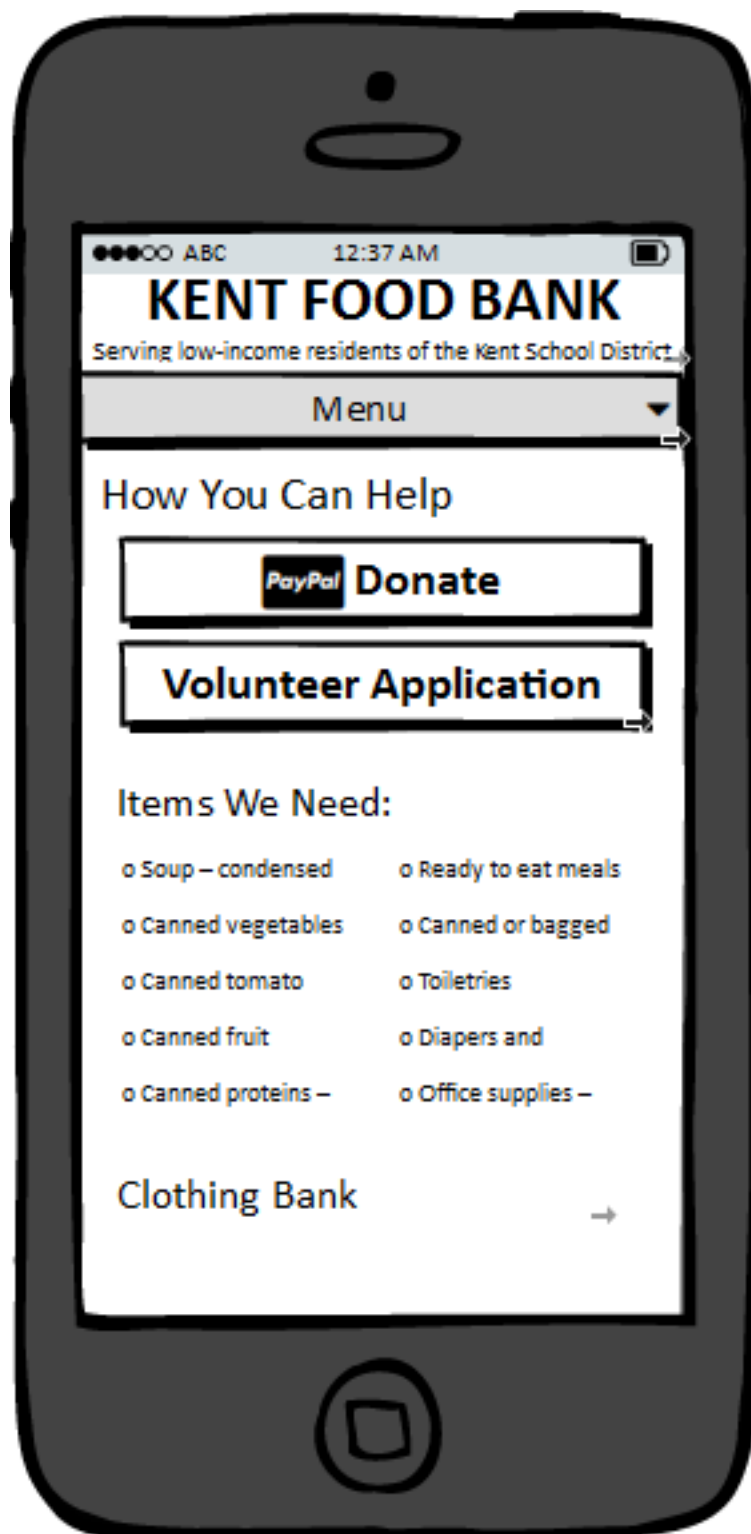 ABC 12:37 AM
KENT FOOD BANK
Serving low-income residents of the Kent School District
Menu
How You Can Help
PayPal Donate
Volunteer Application
Items We Need:
o Soup – condensed
o Canned vegetables
o Canned tomato
o Canned fruit
o Canned proteins –
o Ready to eat meals
o Canned or bagged
o Toiletries
o Diapers and
o Office supplies –
Clothing Bank